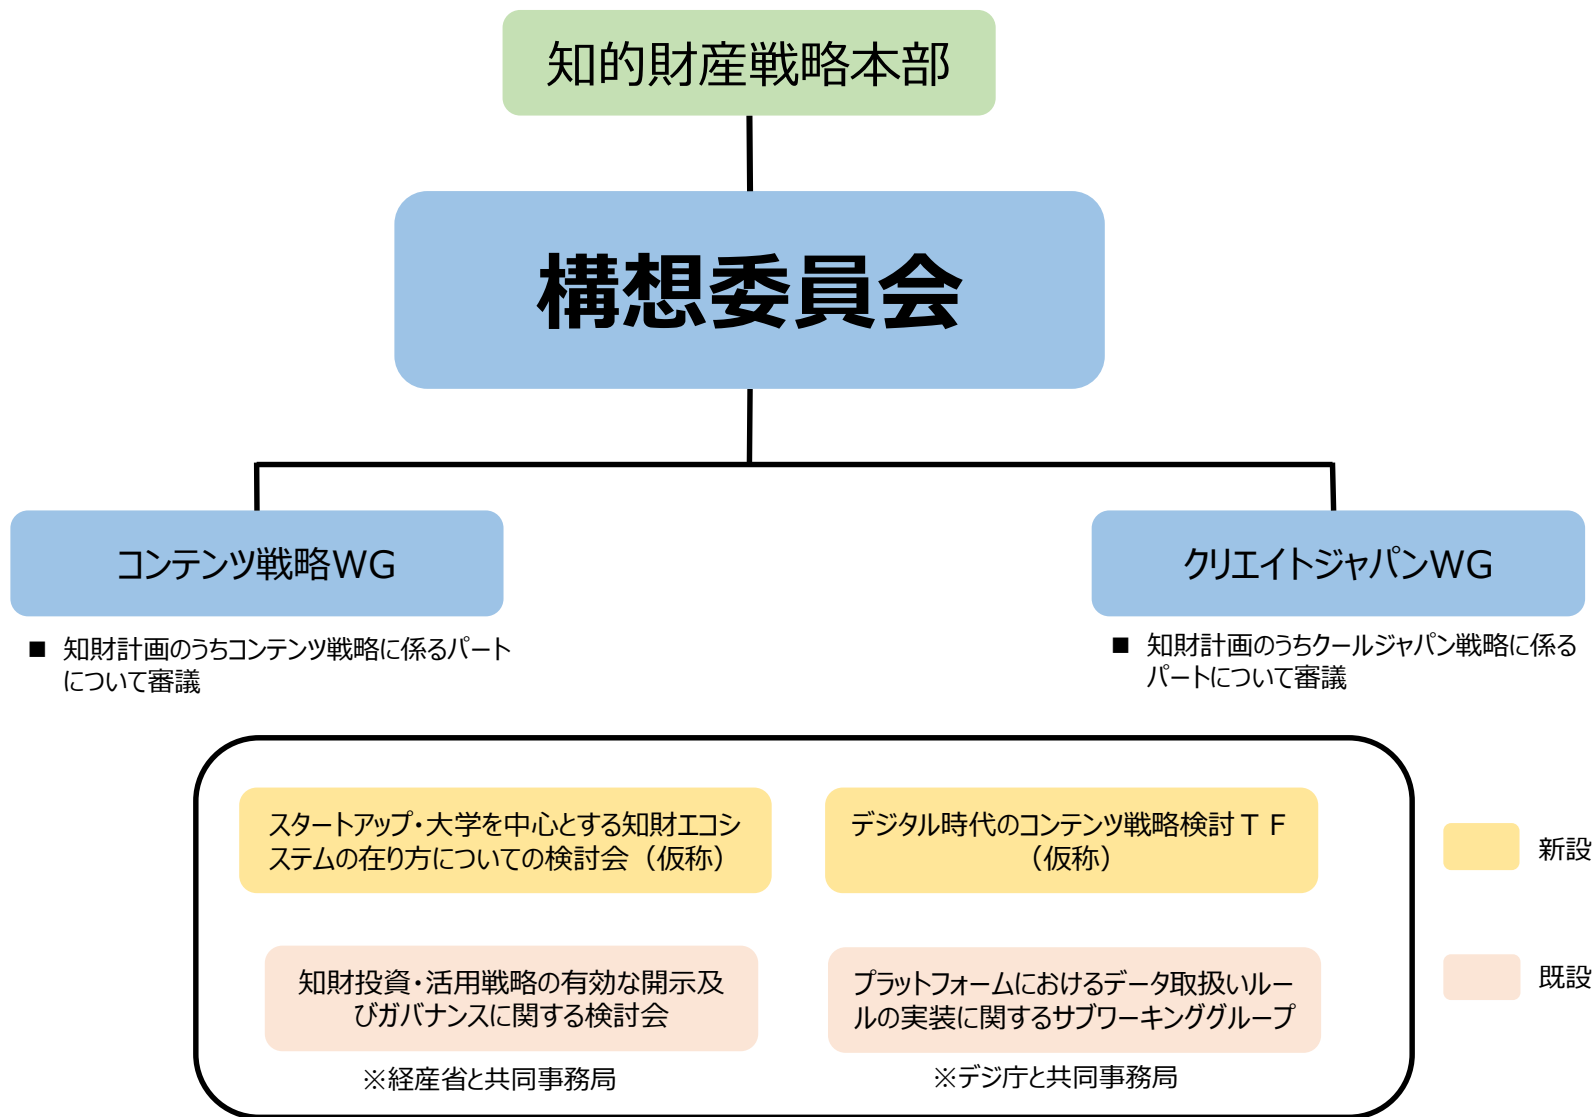 知的財産戦略本部
構想委員会
コンテンツ戦略WG
クリエイトジャパンWG
■ 知財計画のうちコンテンツ戦略に係るパート
について審議
■ 知財計画のうちクールジャパン戦略に係る
パートについて審議
スタートアップ・大学を中心とする知財エコシ
ステムの在り方についての検討会（仮称）
デジタル時代のコンテンツ戦略検討ＴＦ
（仮称）
新設
知財投資・活用戦略の有効な開示及
びガバナンスに関する検討会
プラットフォームにおけるデータ取扱いルー
ルの実装に関するサブワーキンググループ
既設
※経産省と共同事務局
※デジ庁と共同事務局